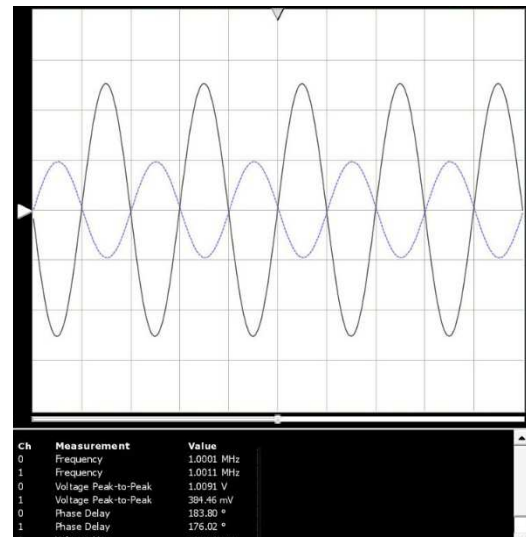 Ch Measurement Value
0 Frequency 1.0001 MHz
1 Frequency 1.0011 MHz
0 Voltage Peak-to-Peak 1.0091 V
1 Voltage Peak-to-Peak 384.46 mV
0 Phase Delay 183.80 °
1 Phase Delay 176.02 °